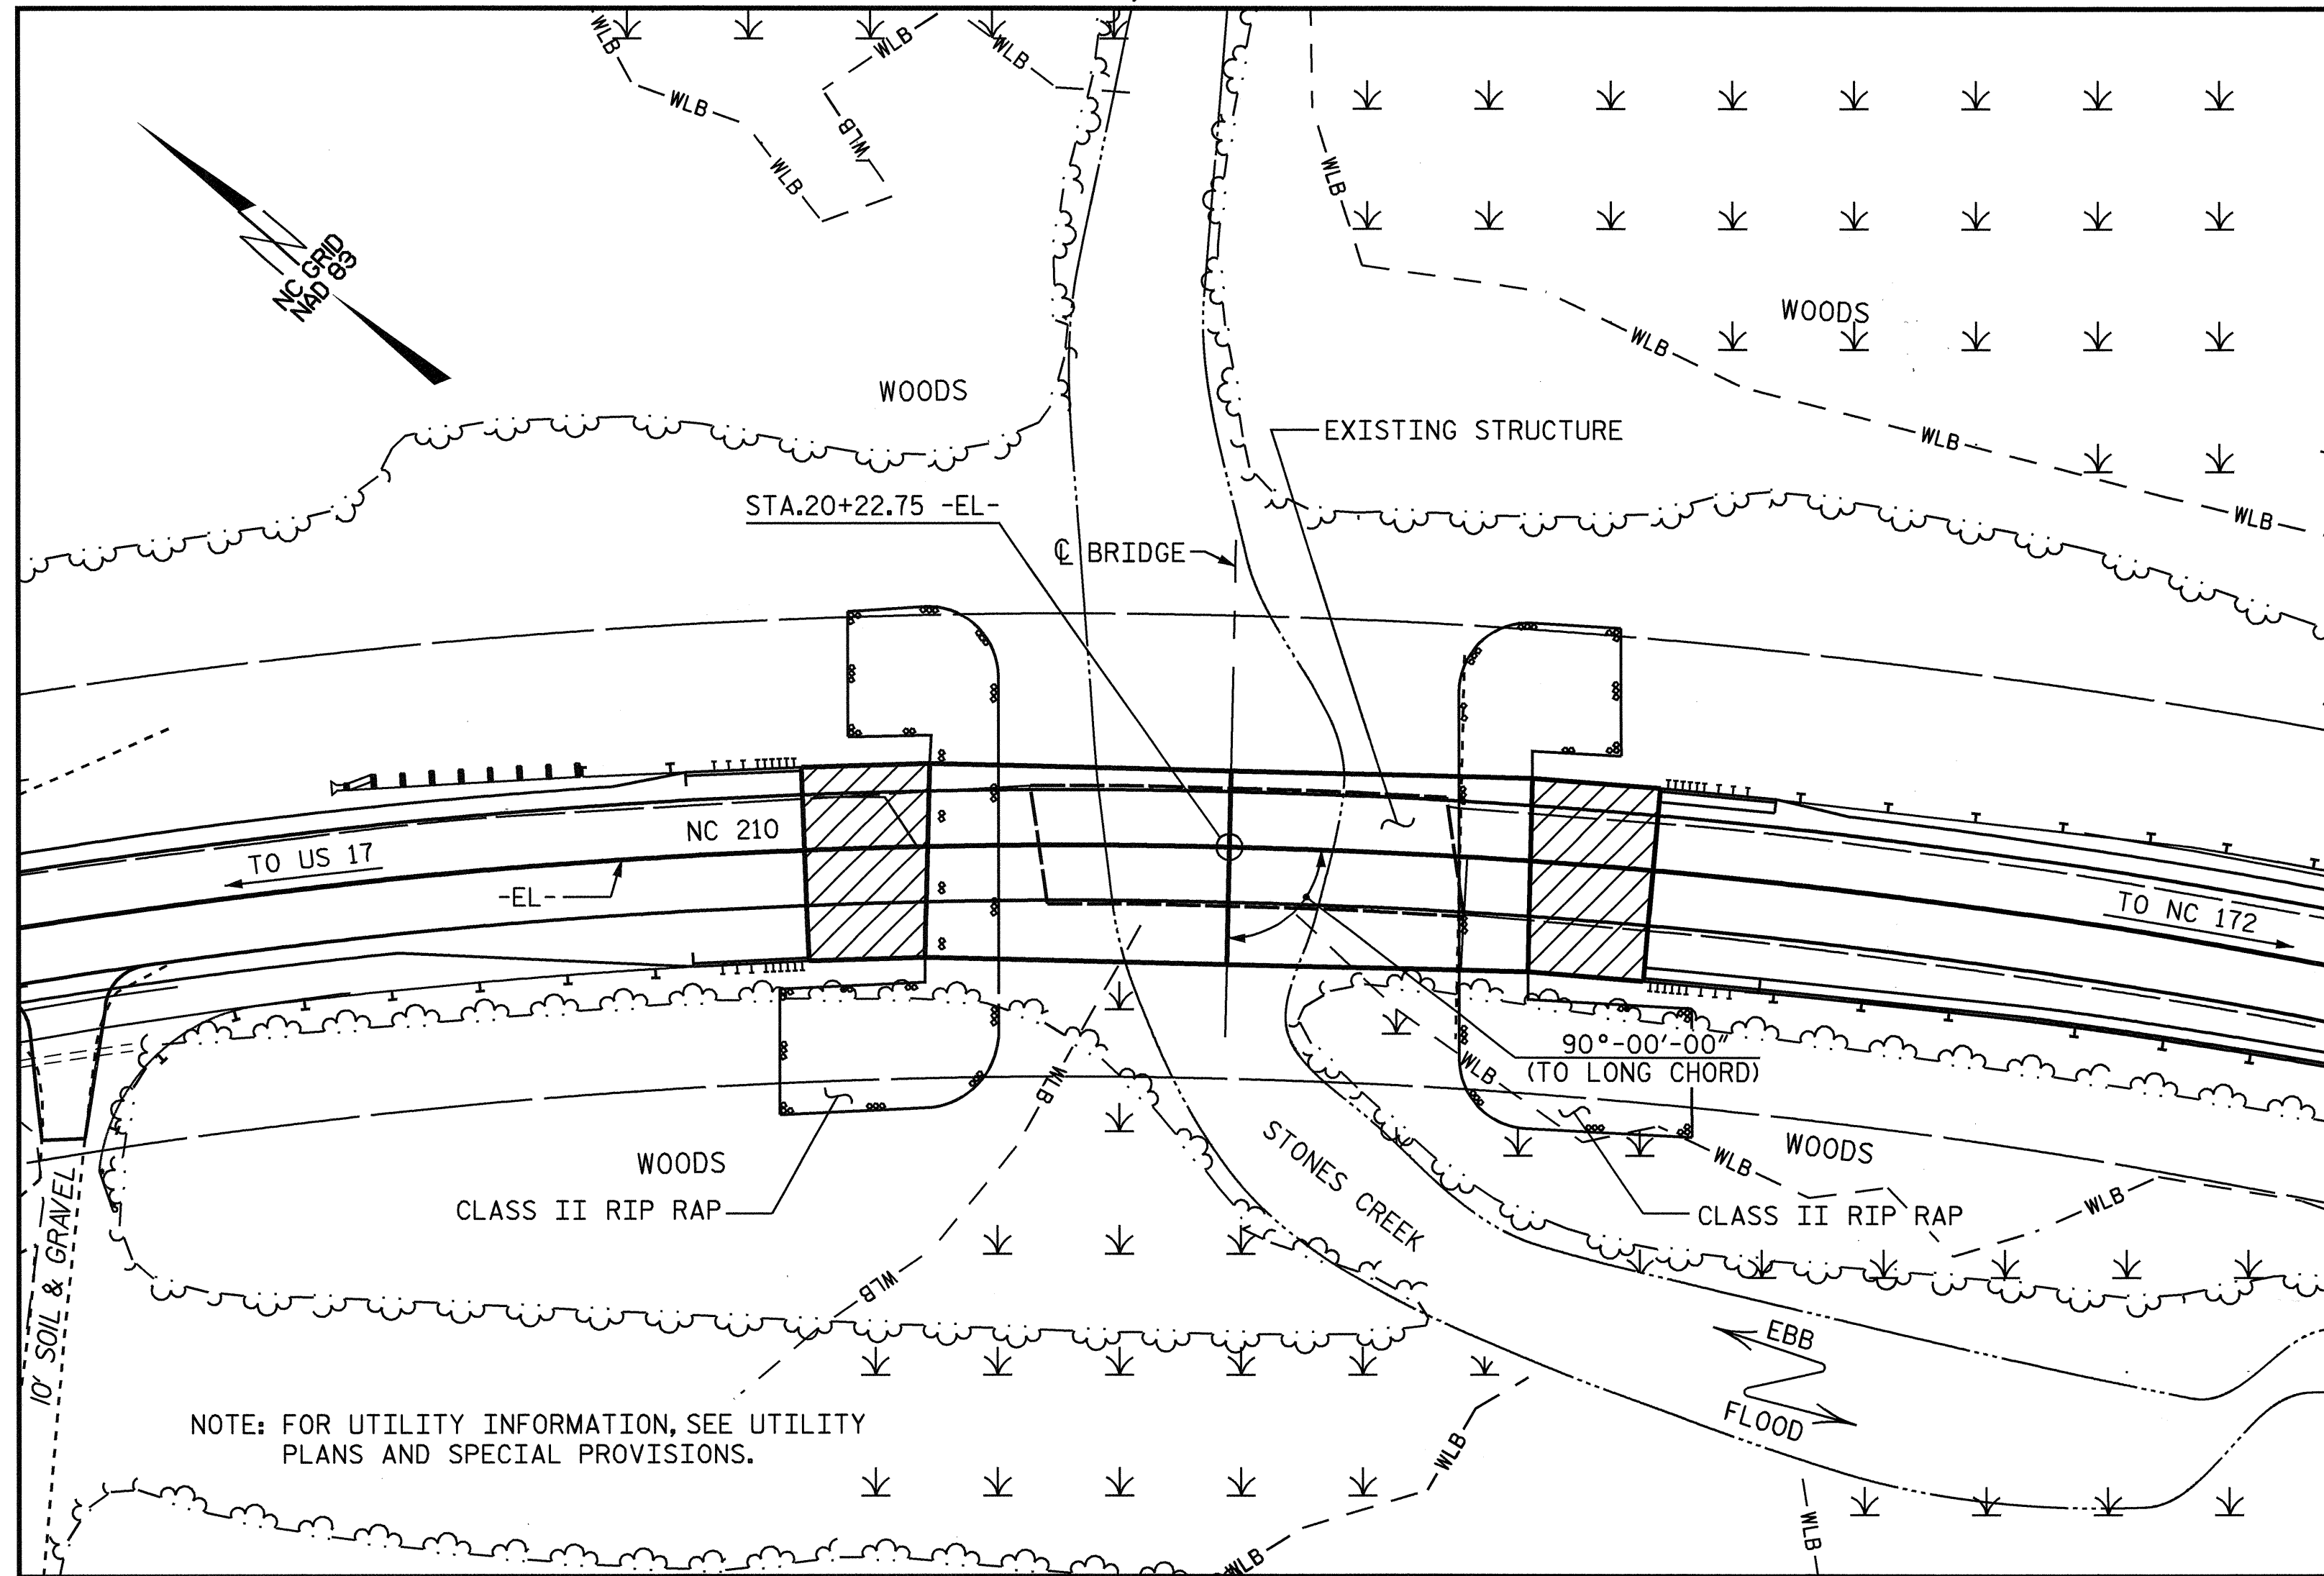 WLB
WLB
WLB
WLB
WLB
WLB
WLB
NC GRID
NAD 83
WOODS
WLB
WOODS
EXISTING STRUCTURE
WLB
STA.20+22.75 -EL-
WLB
℄ BRIDGE
NC 210
TO US 17
-EL-
TO NC 172
90°-00'-00"
(TO LONG CHORD)
WLB
WLB
WOODS
STONES CREEK
WLB
WOODS
WLB
CLASS II RIP RAP
CLASS II RIP RAP
10' SOIL & GRAVEL
WLB
EBB
FLOOD
NOTE: FOR UTILITY INFORMATION, SEE UTILITY
PLANS AND SPECIAL PROVISIONS.
WLB
WLB
WLB